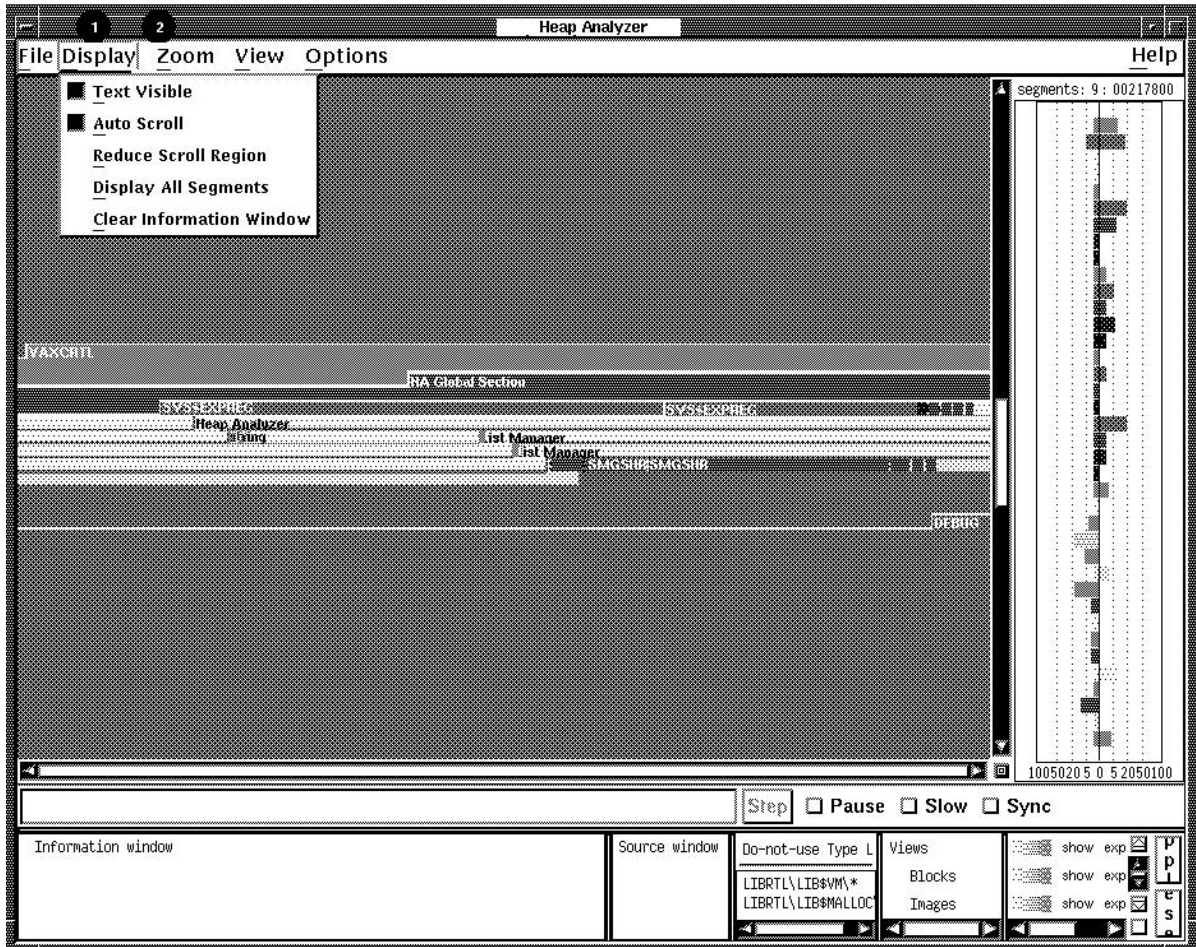 1 2
Heap Analyzer
File Display Zoom View Options Help
Text Visible
Auto Scroll
Reduce Scroll Region
Display All Segments
Clear Information Window
segments: 9: 00217800
VAXCRTL
HA Global Section
SYS$EXPREG SYS$EXPREG
Heap Analyzer
string List Manager
List Manager
SMGSHR SMGSHR
DEBUG
1005020 5 0 5 2050100
Step Pause Slow Sync
Information window
Source window
Do-not-use Type L
LIBRTL\LIB$VM\*
LIBRTL\LIB$MALLOC
Views
Blocks
Images
show exp
show exp
show exp